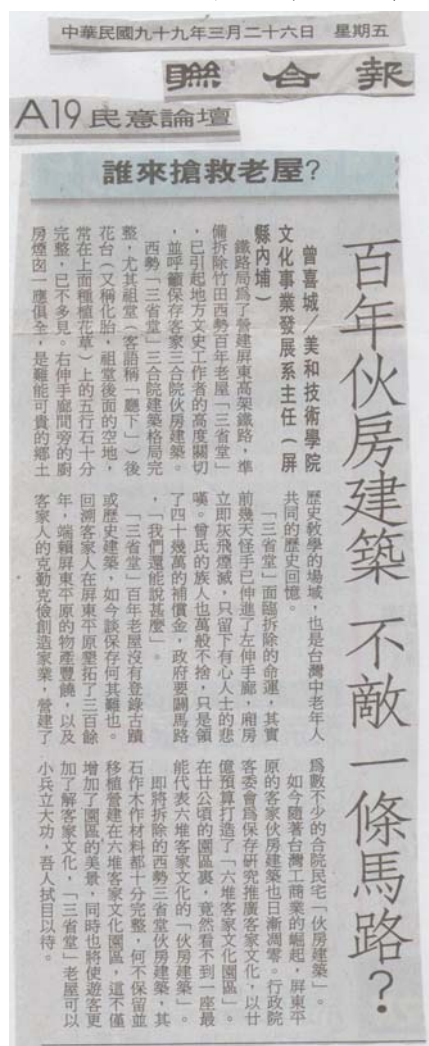 中華民國九十九年三月二十六日 星期五
聯合報
A19民意論壇
誰來搶救老屋?
百年伙房建築 不敵一條馬路?
曾喜城/美和技術學院
文化事業發展系主任(屏
縣內埔)
鐵路局為了營建屏東高架鐵路,準
備拆除竹田西勢百年老屋「三省堂」
,已引起地方文史工作者的高度關切
,並呼籲保存客家三合院伙房建築。
西勢「三省堂」三合院建築格局完
整,尤其祖堂(客語稱「廳下」)後
花台(又稱化胎,祖堂後面的空地,
常在上面種植花草)上的五行石十分
完整,已不多見。右伸手廊間旁的廚
房煙囪一應俱全,是難能可貴的鄉土
歷史教學的場域,也是台灣中老年人
共同的歷史回憶。
「三省堂」面臨拆除的命運,其實
前幾天怪手已伸進了左伸手廊,廂房
立即灰飛煙滅,只留下有心人士的悲
嘆。曾氏的族人也萬般不捨,只是領
了四十幾萬的補償金,政府要闢馬路
,「我們還能說甚麼」。
「三省堂」百年老屋沒有登錄古蹟
或歷史建築,如今談保存何其難也。
回溯客家人在屏東平原墾拓了三百餘
年,端賴屏東平原的物產豐饒,以及
客家人的克勤克儉創造家業,營建了
為數不少的合院民宅「伙房建築」。
如今隨著台灣工商業的崛起,屏東平
原的客家伙房建築也日漸凋零。行政院
客委會為保存研究推廣客家文化,以廿
億預算打造了「六堆客家文化園區」。
在廿公頃的園區裏,竟然看不到一座最
能代表六堆客家文化的「伙房建築」。
即將拆除的西勢三省堂伙房建築,其
石作木作材料都十分完整,何不保留並
移植營建在六堆客家文化園區,這不僅
增加了園區的美景,同時也將使遊客更
加了解客家文化,「三省堂」老屋可以
小兵立大功,吾人拭目以待。